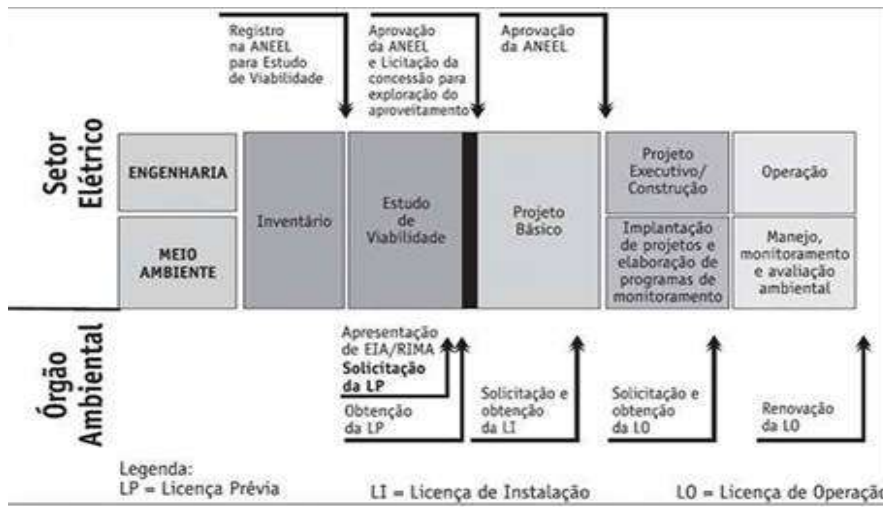 Registro
na ANEEL
para Estudo
de Viabilidade
Aprovação
da ANEEL
e Licitação da
concessão para
exploração do
aproveitamento
Aprovação
da ANEEL
Setor
Elétrico
ENGENHARIA
MEIO
AMBIENTE
Inventário
Estudo
de
Viabilidade
Projeto
Básico
Projeto
Executivo/
Construção
Implantação
de projetos e
elaboração de
programas de
monitoramento
Operação
Manejo,
monitoramento
e avaliação
ambiental
Órgão
Ambiental
Apresentação
de EIA/RIMA
Solicitação
da LP
Obtenção
da LP
Solicitação e
obtenção
da LI
Solicitação e
obtenção
da LO
Renovação
da LO
Legenda:
LP = Licença Prévia
LI = Licença de Instalação
LO = Licença de Operação